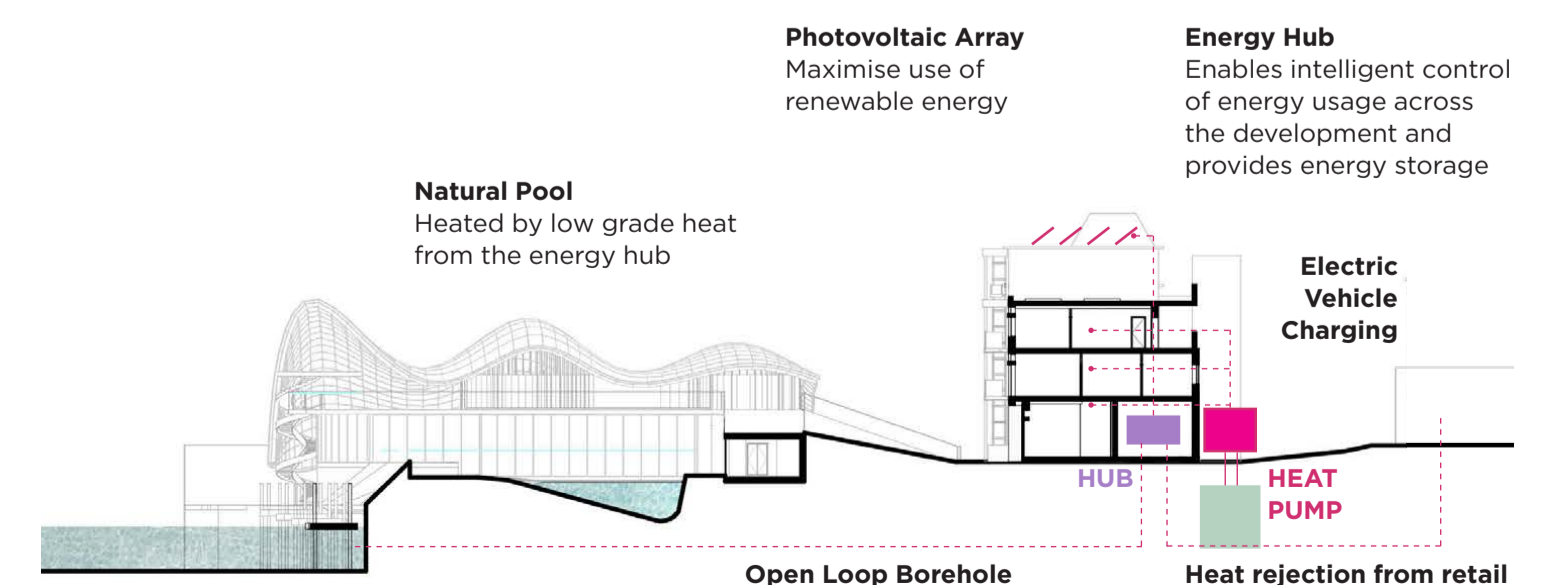 Photovoltaic Array
Maximise use of
renewable energy
Energy Hub
Enables intelligent control
of energy usage across
the development and
provides energy storage
Natural Pool
Heated by low grade heat
from the energy hub
Electric
Vehicle
Charging
HUB
HEAT
PUMP
Open Loop Borehole
Heat rejection from retail